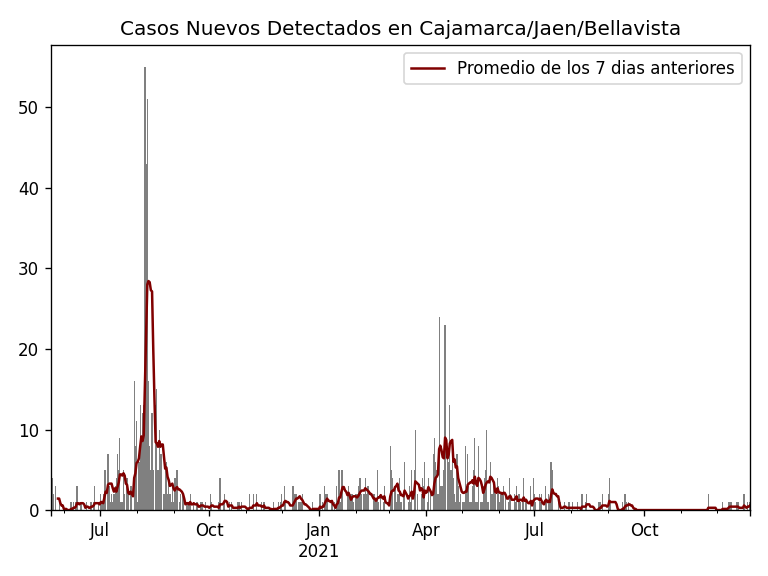 Casos Nuevos Detectados en Cajamarca/Jaen/Bellavista
Promedio de los 7 dias anteriores
50
40
30
20
10
0
Jul Oct Jan Apr Jul Oct
2021